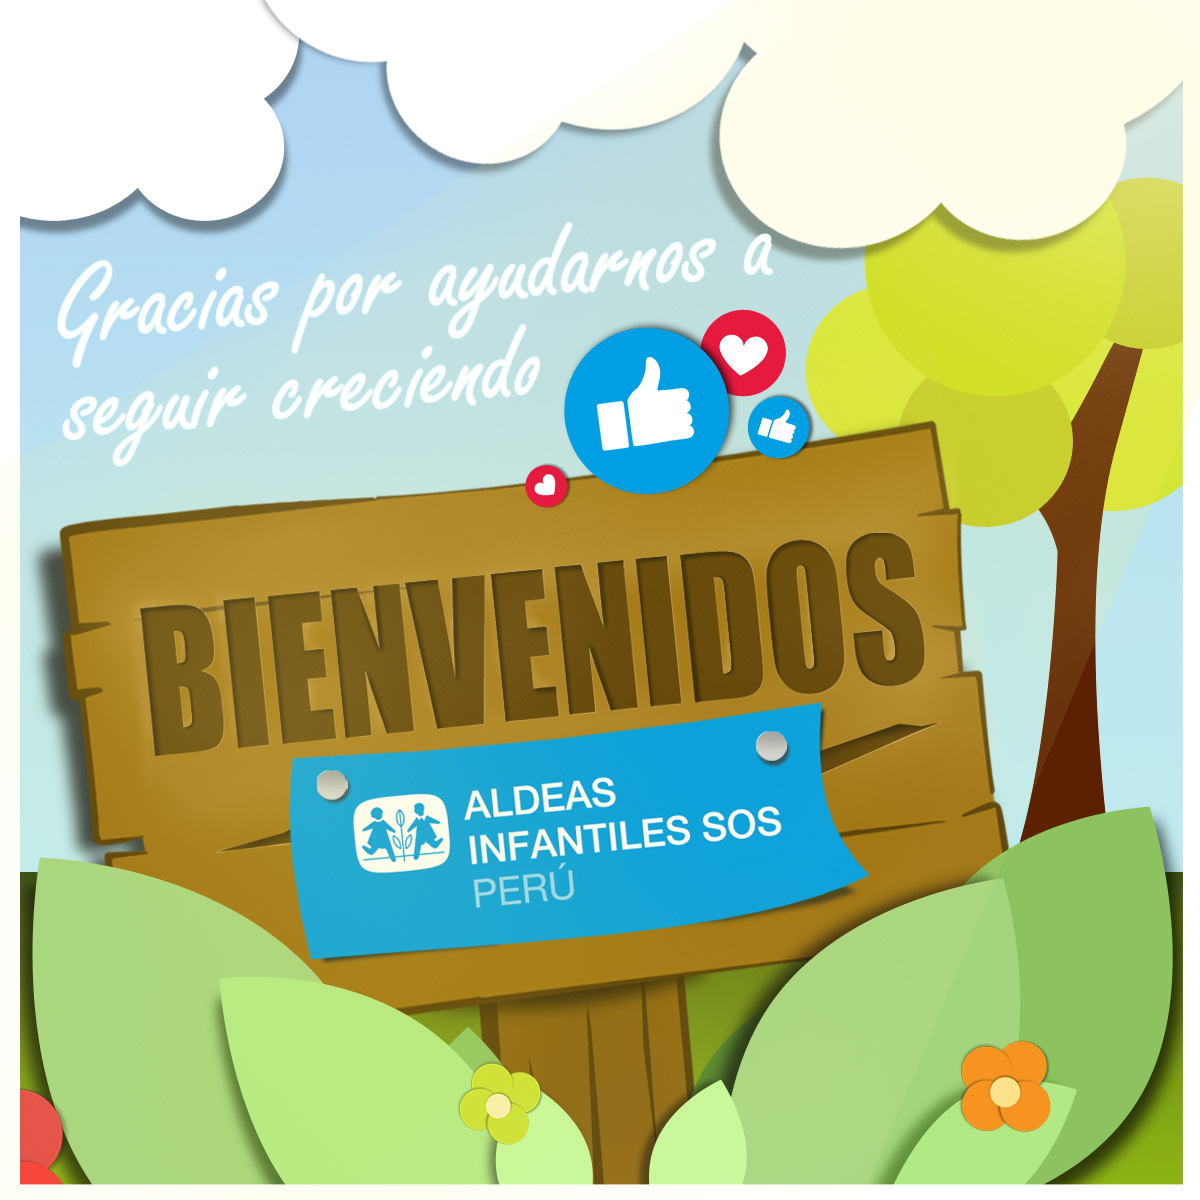 Gracias por ayudarnos a
seguir creciendo
BIENVENIDOS
ALDEAS
INFANTILES SOS
PERÚ